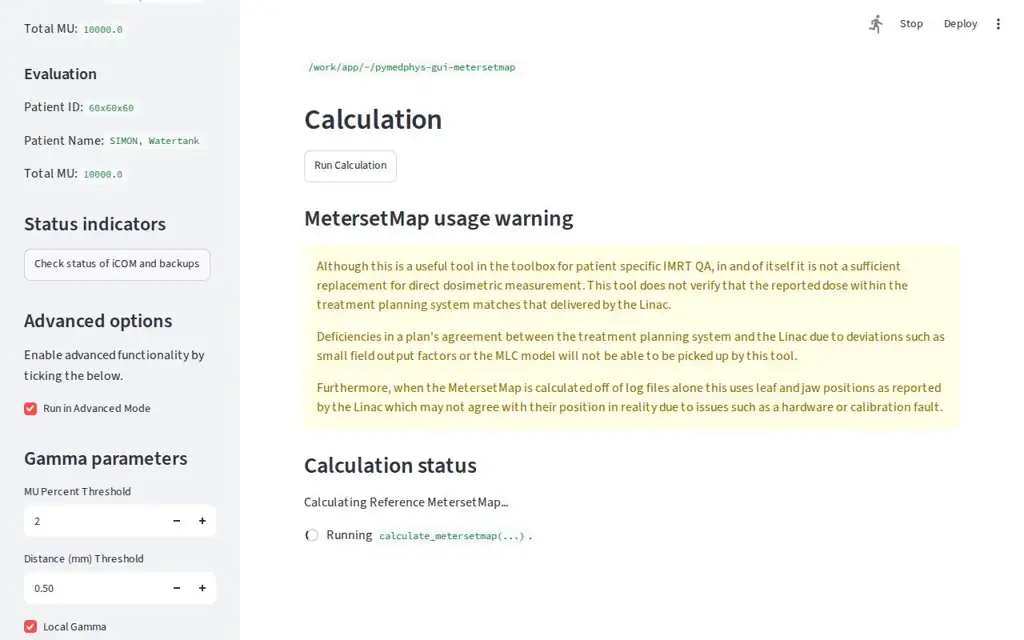 Total MU: 10000.0
Evaluation
Patient ID: 60x60x60
Patient Name: SIMON, Watertank
Total MU: 10000.0
Status indicators
Check status of iCOM and backups
Advanced options
Enable advanced functionality by
ticking the below.
Run in Advanced Mode
Gamma parameters
MU Percent Threshold
2 − +
Distance (mm) Threshold
0.50 − +
Local Gamma
Stop Deploy
/work/app/~/pymedphys-gui-metersetmap
Calculation
Run Calculation
MetersetMap usage warning
Although this is a useful tool in the toolbox for patient specific IMRT QA, in and of itself it is not a sufficient
replacement for direct dosimetric measurement. This tool does not verify that the reported dose within the
treatment planning system matches that delivered by the Linac.
Deficiencies in a plan's agreement between the treatment planning system and the Linac due to deviations such as
small field output factors or the MLC model will not be able to be picked up by this tool.
Furthermore, when the MetersetMap is calculated off of log files alone this uses leaf and jaw positions as reported
by the Linac which may not agree with their position in reality due to issues such as a hardware or calibration fault.
Calculation status
Calculating Reference MetersetMap...
Running calculate_metersetmap(...) .